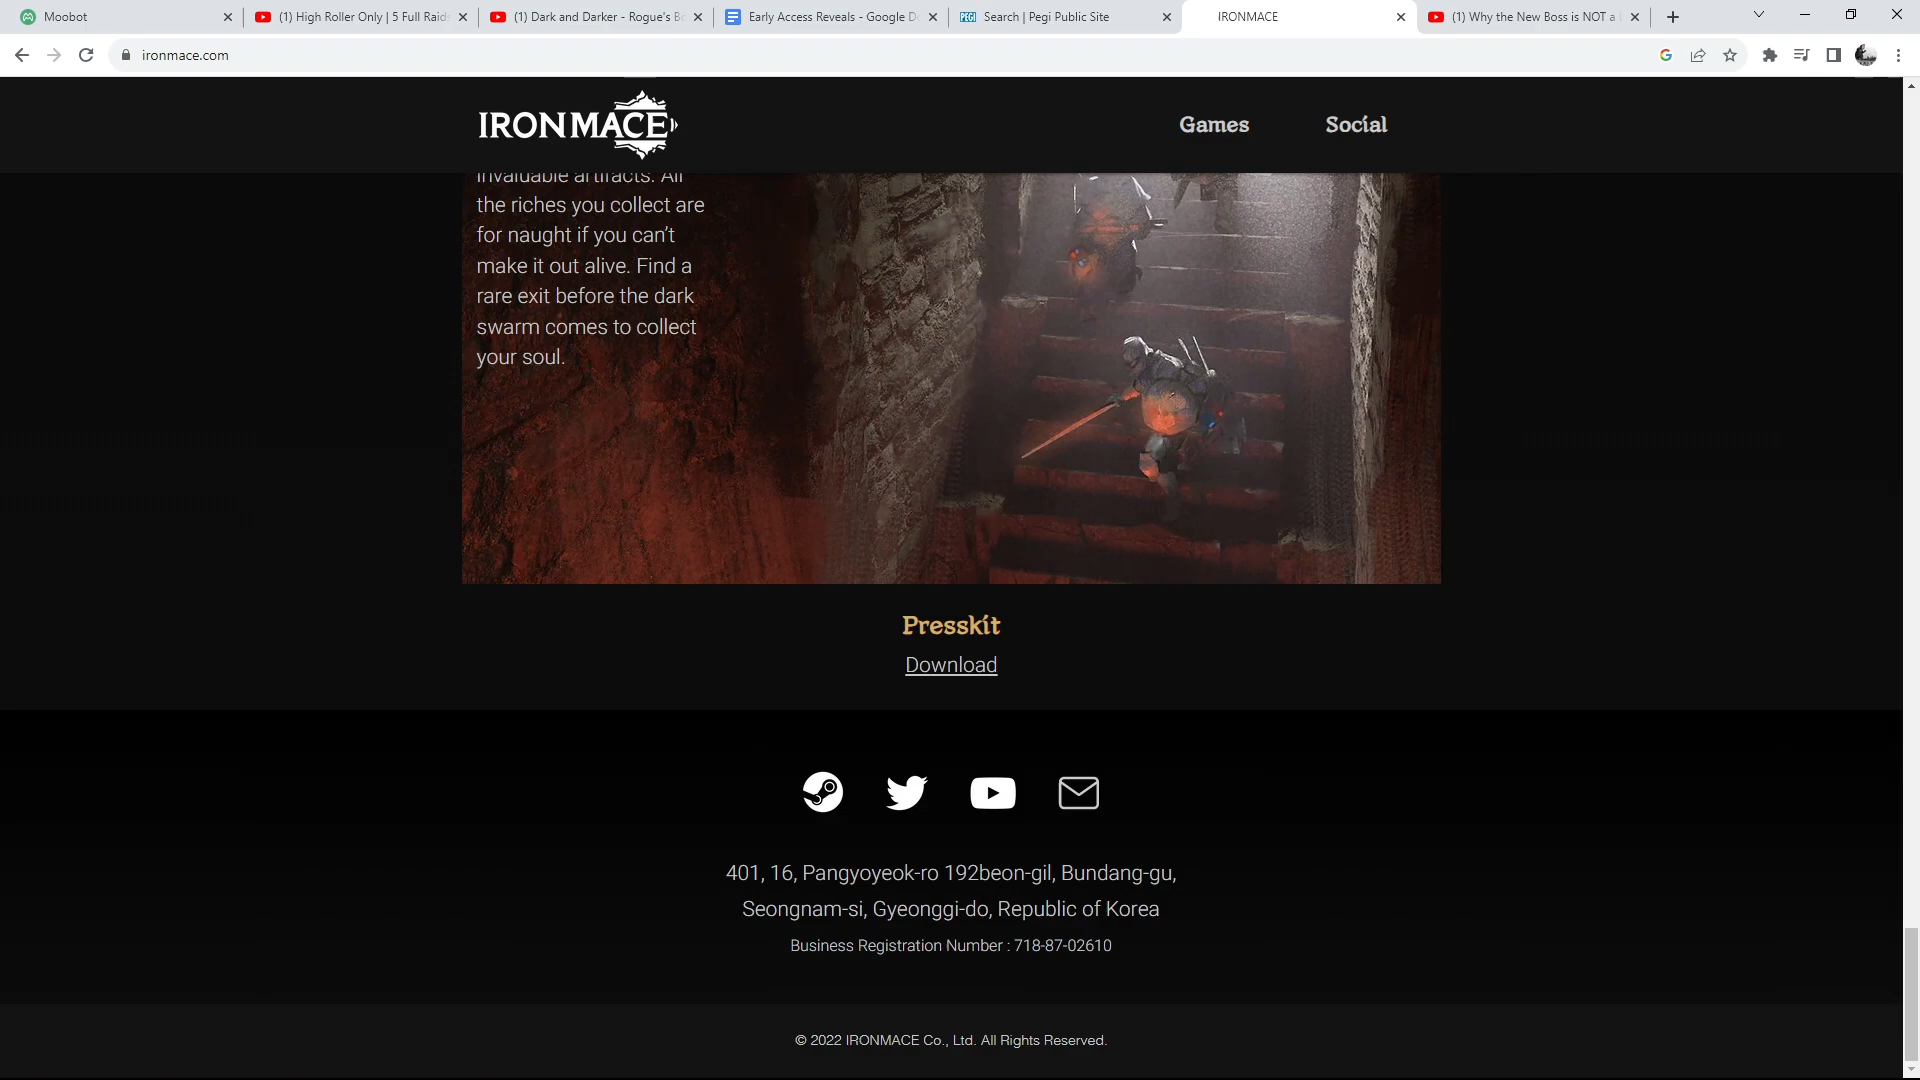 Moobot
(1) High Roller Only | 5 Full Raid
(1) Dark and Darker - Rogue's B
Early Access Reveals - Google D
PEGI Search | Pegi Public Site
IRONMACE
(1) Why the New Boss is NOT a
ironmace.com
IRONMACE
Games
Social
invaluable artifacts. All
the riches you collect are
for naught if you can’t
make it out alive. Find a
rare exit before the dark
swarm comes to collect
your soul.
Presskit
Download
401, 16, Pangyoyeok-ro 192beon-gil, Bundang-gu,
Seongnam-si, Gyeonggi-do, Republic of Korea
Business Registration Number : 718-87-02610
© 2022 IRONMACE Co., Ltd. All Rights Reserved.